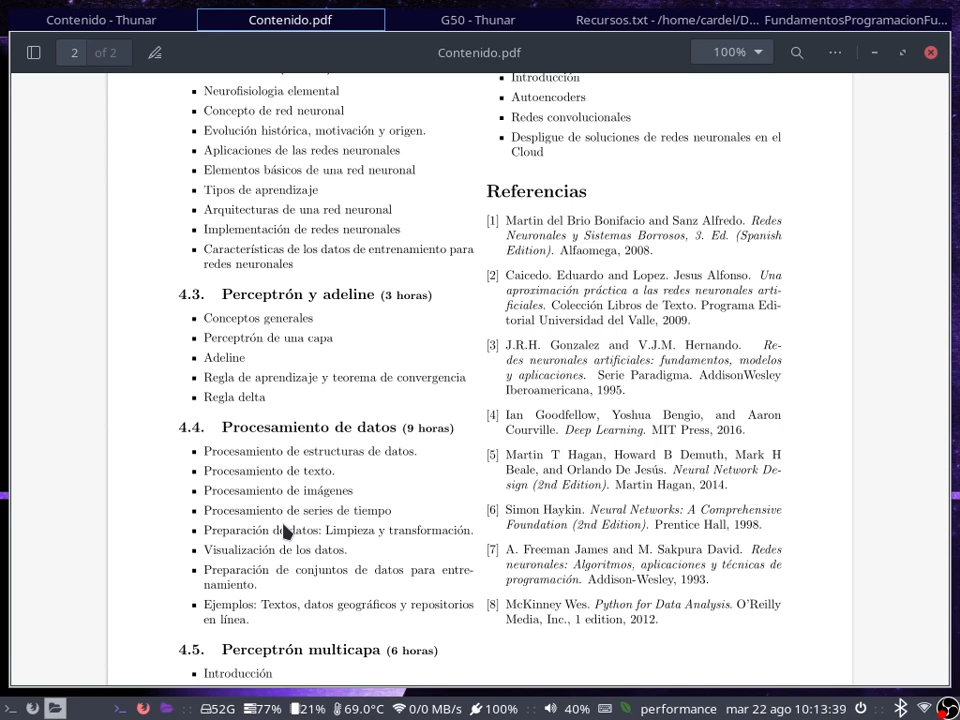 Contenido - Thunar
Contenido.pdf
G50 - Thunar
Recursos.txt - /home/cardel/D...
FundamentosProgramacionFu...
2 of 2
Contenido.pdf
100%
Neurofisiologia elemental
Concepto de red neuronal
Evolución histórica, motivación y origen.
Aplicaciones de las redes neuronales
Elementos básicos de una red neuronal
Tipos de aprendizaje
Arquitecturas de una red neuronal
Implementación de redes neuronales
Características de los datos de entrenamiento para
redes neuronales
4.3. Perceptrón y adeline (3 horas)
Conceptos generales
Perceptrón de una capa
Adeline
Regla de aprendizaje y teorema de convergencia
Regla delta
4.4. Procesamiento de datos (9 horas)
Procesamiento de estructuras de datos.
Procesamiento de texto.
Procesamiento de imágenes
Procesamiento de series de tiempo
Preparación de datos: Limpieza y transformación.
Visualización de los datos.
Preparación de conjuntos de datos para entre-
namiento.
Ejemplos: Textos, datos geográficos y repositorios
en línea.
4.5. Perceptrón multicapa (6 horas)
Introducción
Introducción
Autoencoders
Redes convolucionales
Despligue de soluciones de redes neuronales en el
Cloud
Referencias
[1] Martin del Brio Bonifacio and Sanz Alfredo. Redes
Neuronales y Sistemas Borrosos, 3. Ed. (Spanish
Edition). Alfaomega, 2008.
[2] Caicedo. Eduardo and Lopez. Jesus Alfonso. Una
aproximación práctica a las redes neuronales arti-
ficiales. Colección Libros de Texto. Programa Edi-
torial Universidad del Valle, 2009.
[3] J.R.H. Gonzalez and V.J.M. Hernando. Re-
des neuronales artificiales: fundamentos, modelos
y aplicaciones. Serie Paradigma. AddisonWesley
Iberoamericana, 1995.
[4] Ian Goodfellow, Yoshua Bengio, and Aaron
Courville. Deep Learning. MIT Press, 2016.
[5] Martin T Hagan, Howard B Demuth, Mark H
Beale, and Orlando De Jesús. Neural Network De-
sign (2nd Edition). Martin Hagan, 2014.
[6] Simon Haykin. Neural Networks: A Comprehensive
Foundation (2nd Edition). Prentice Hall, 1998.
[7] A. Freeman James and M. Sakpura David. Redes
neuronales: Algoritmos, aplicaciones y técnicas de
programación. Addison-Wesley, 1993.
[8] McKinney Wes. Python for Data Analysis. O'Reilly
Media, Inc., 1 edition, 2012.
52G 77% 21% 69.0°C 0/0 MB/s 100% :: 40% performance mar 22 ago 10:13:39